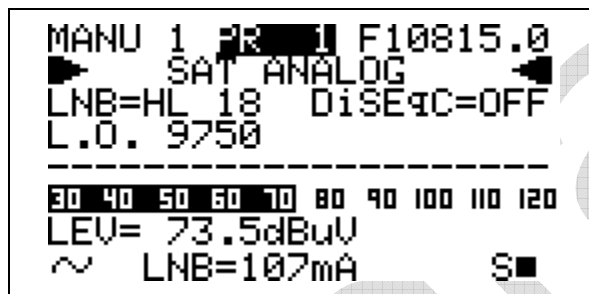 MANU 1 PR 1 F10815.0
SAT ANALOG
LNB=HL 18 DiSEqC=OFF
L.O. 9750
--------------------------
30 40 50 60 70 80 90 100 110 120
LEV= 73.5dBuV
~ LNB=107mA S■